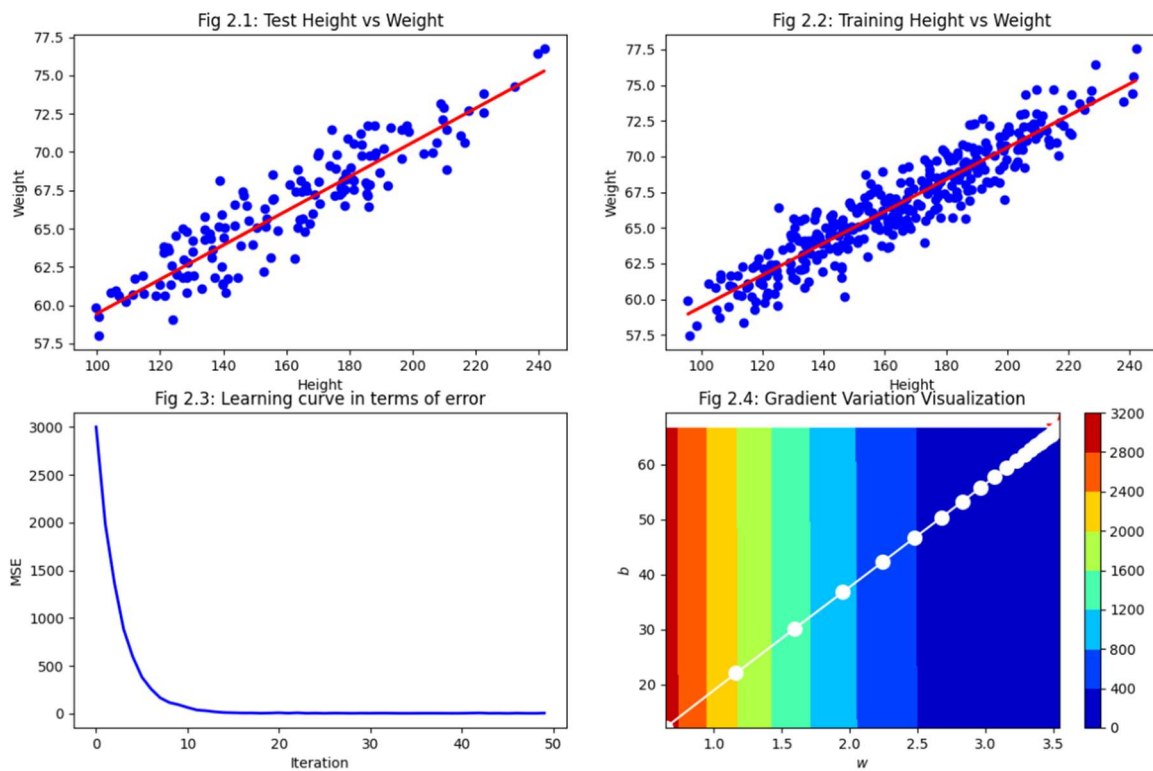 Fig 2.1: Test Height vs Weight
77.5
75.0
72.5
70.0
67.5
65.0
62.5
60.0
57.5
Weight
100 120 140 160 180 200 220 240
Height
Fig 2.2: Training Height vs Weight
77.5
75.0
72.5
70.0
67.5
65.0
62.5
60.0
57.5
Weight
100 120 140 160 180 200 220 240
Height
Fig 2.3: Learning curve in terms of error
3000
2500
2000
1500
1000
500
0
MSE
0 10 20 30 40 50
Iteration
Fig 2.4: Gradient Variation Visualization
60
50
40
30
20
b
1.0 1.5 2.0 2.5 3.0 3.5
w
3200
2800
2400
2000
1600
1200
800
400
0